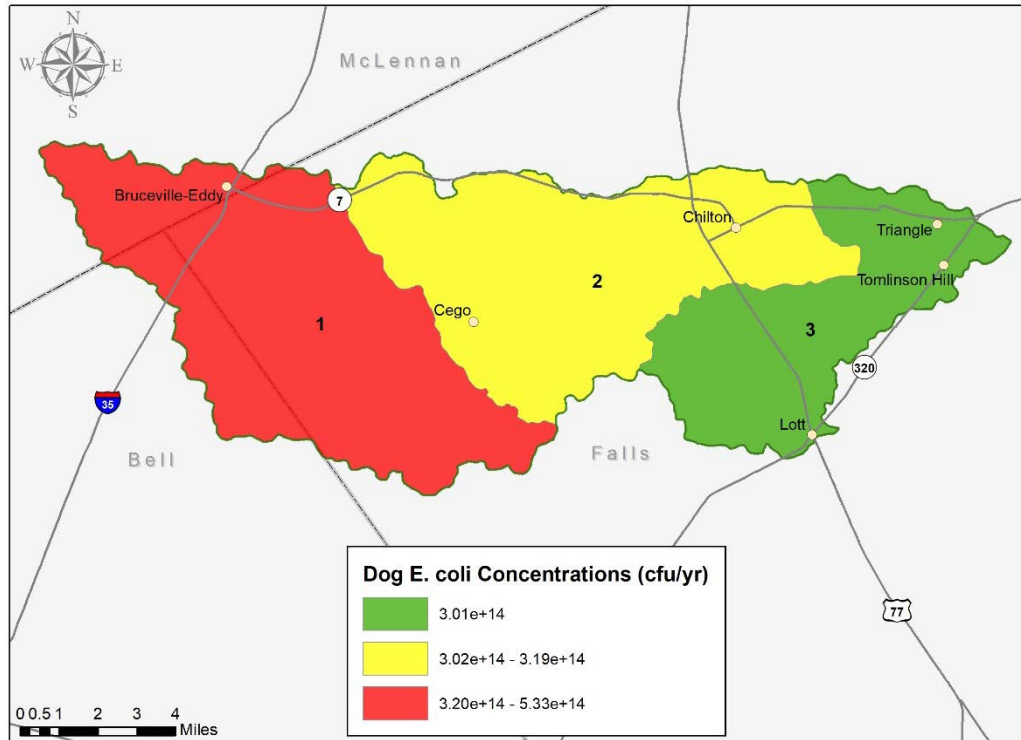 N
W E
S
McLennan
Bruceville-Eddy
7
Chilton
Triangle
Tomlinson Hill
2
1
Cego
3
320
35
Lott
Bell
Falls
Dog E. coli Concentrations (cfu/yr)
3.01e+14
3.02e+14 - 3.19e+14
3.20e+14 - 5.33e+14
77
0 0.5 1 2 3 4
Miles